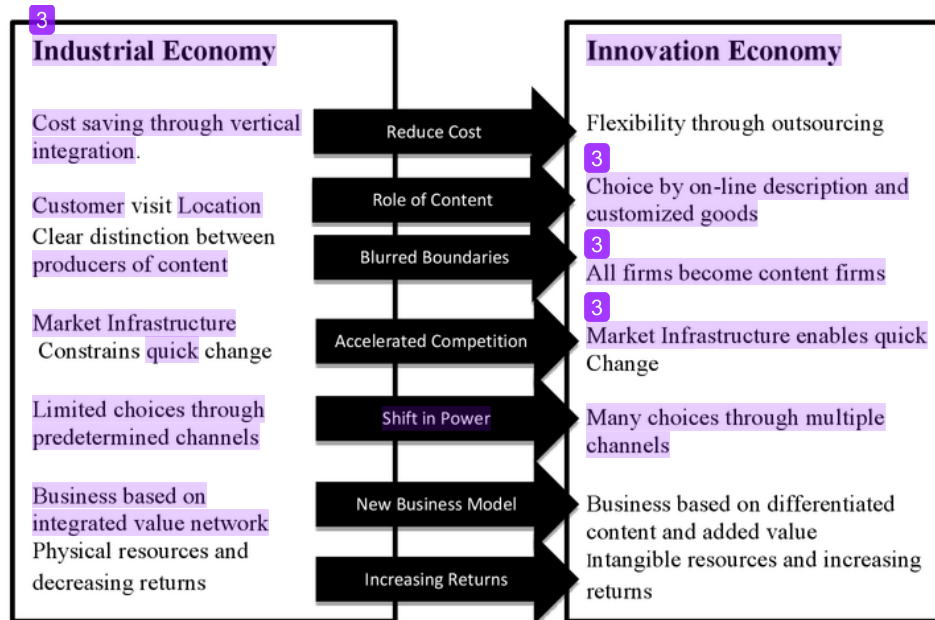 3
Industrial Economy
Cost saving through vertical
integration.
Customer visit Location
Clear distinction between
producers of content
Market Infrastructure
Constrains quick change
Limited choices through
predetermined channels
Business based on
integrated value network
Physical resources and
decreasing returns
Reduce Cost
Role of Content
Blurred Boundaries
Accelerated Competition
Shift in Power
New Business Model
Increasing Returns
Innovation Economy
Flexibility through outsourcing
3
Choice by on-line description and
customized goods
3
All firms become content firms
3
Market Infrastructure enables quick
Change
Many choices through multiple
channels
Business based on differentiated
content and added value
Intangible resources and increasing
returns